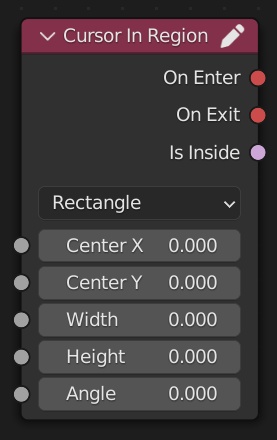 Cursor In Region
On Enter
On Exit
Is Inside
Rectangle
Center X 0.000
Center Y 0.000
Width 0.000
Height 0.000
Angle 0.000